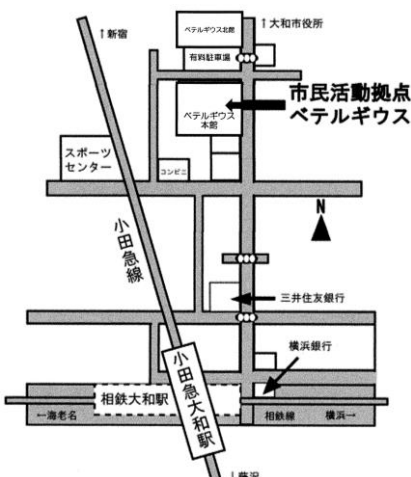 ベテルギウス北館
↑大和市役所
↑新宿
有料駐車場
市民活動拠点
ベテルギウス
ベテルギウス
本館
スポーツ
センター
コンビニ
N
小田急線
三井住友銀行
横浜銀行
小田急大和駅
相鉄大和駅
←海老名
相鉄線
横浜→
↓藤沢